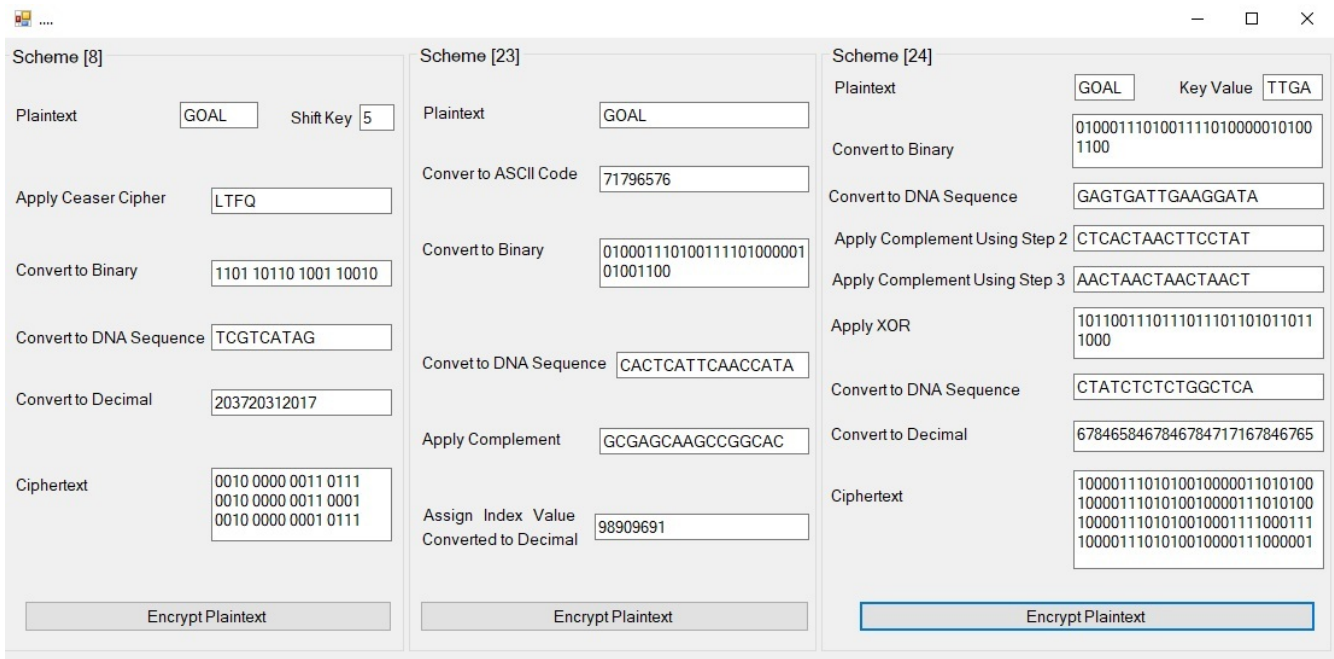 ....
Scheme [8]
Plaintext GOAL Shift Key 5
Apply Ceaser Cipher LTFQ
Convert to Binary 1101 10110 1001 10010
Convert to DNA Sequence TCGTCATAG
Convert to Decimal 203720312017
Ciphertext
0010 0000 0011 0111
0010 0000 0011 0001
0010 0000 0001 0111
Encrypt Plaintext
Scheme [23]
Plaintext GOAL
Conver to ASCII Code 71796576
Convert to Binary
010001110100111101000001
01001100
Convet to DNA Sequence CACTCATTCAACCATA
Apply Complement GCGAGCAAGCCGGCAC
Assign Index Value
Converted to Decimal
98909691
Encrypt Plaintext
Scheme [24]
Plaintext GOAL Key Value TTGA
Convert to Binary
0100011101001111010000010100
1100
Convert to DNA Sequence GAGTGATTGAAGGATA
Apply Complement Using Step 2 CTCACTAACTTCCTAT
Apply Complement Using Step 3 AACTAACTAACTAACT
Apply XOR
1011001110111011101101011011
1000
Convert to DNA Sequence CTATCTCTCTGGCTCA
Convert to Decimal 6784658467846784717167846765
Ciphertext
1000011101010010000011010100
1000011101010010000111010100
1000011101010010001111000111
1000011101010010000111000001
Encrypt Plaintext